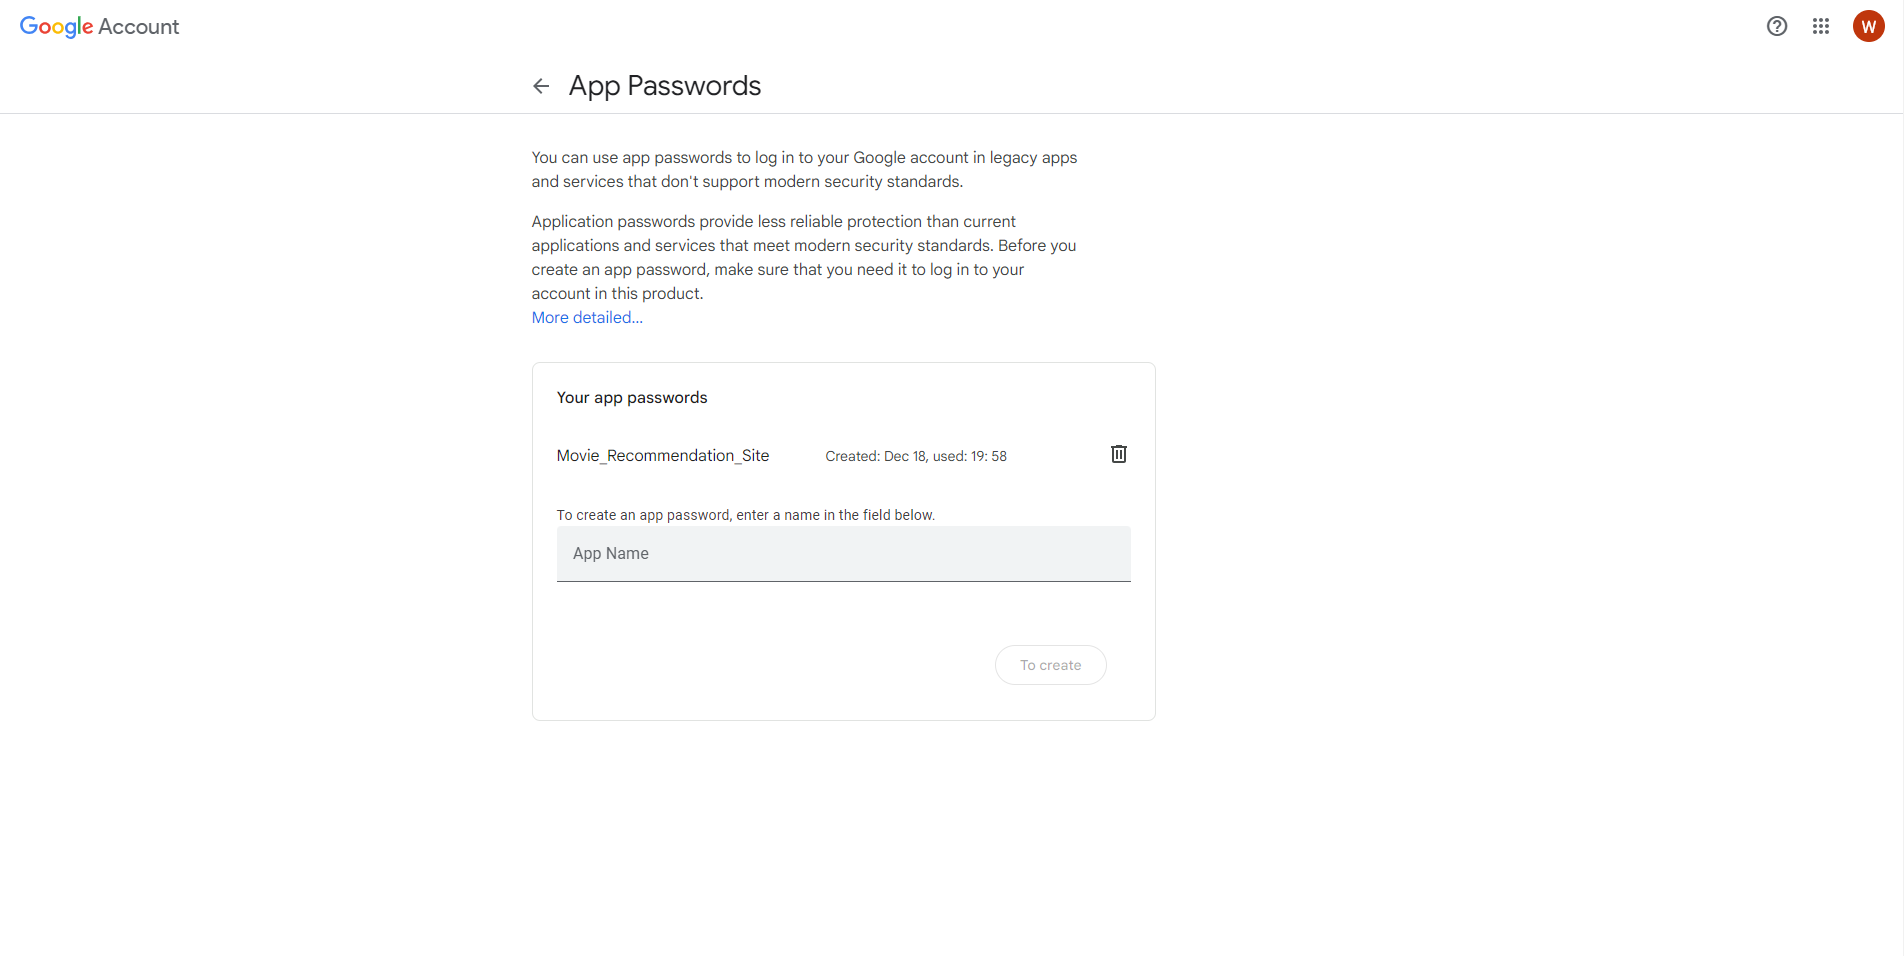 Google Account
W
App Passwords
You can use app passwords to log in to your Google account in legacy apps
and services that don't support modern security standards.
Application passwords provide less reliable protection than current
applications and services that meet modern security standards. Before you
create an app password, make sure that you need it to log in to your
account in this product.
More detailed...
Your app passwords
Movie_Recommendation_Site Created: Dec 18, used: 19: 58
To create an app password, enter a name in the field below.
App Name
To create